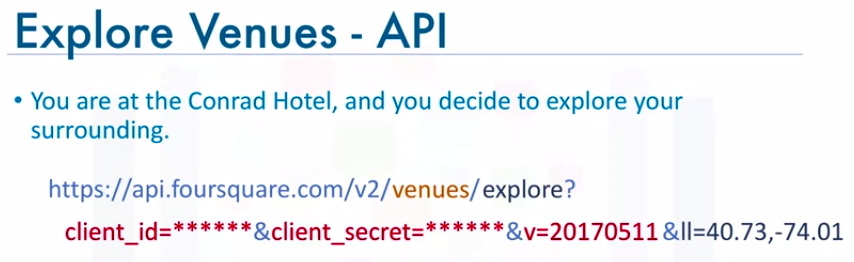 Explore Venues - API
• You are at the Conrad Hotel, and you decide to explore your
surrounding.
https://api.foursquare.com/v2/venues/explore?
client_id=******&client_secret=******&v=20170511&ll=40.73,-74.01